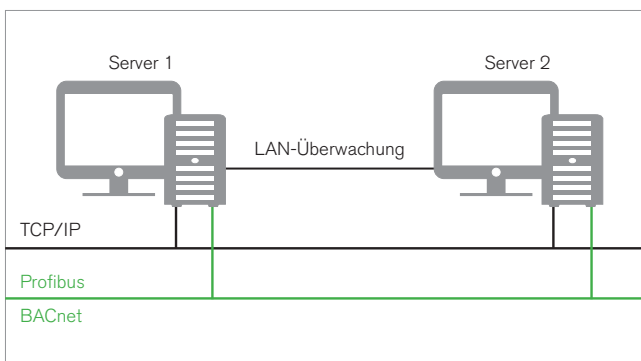 Server 1
Server 2
LAN-Überwachung
TCP/IP
Profibus
BACnet